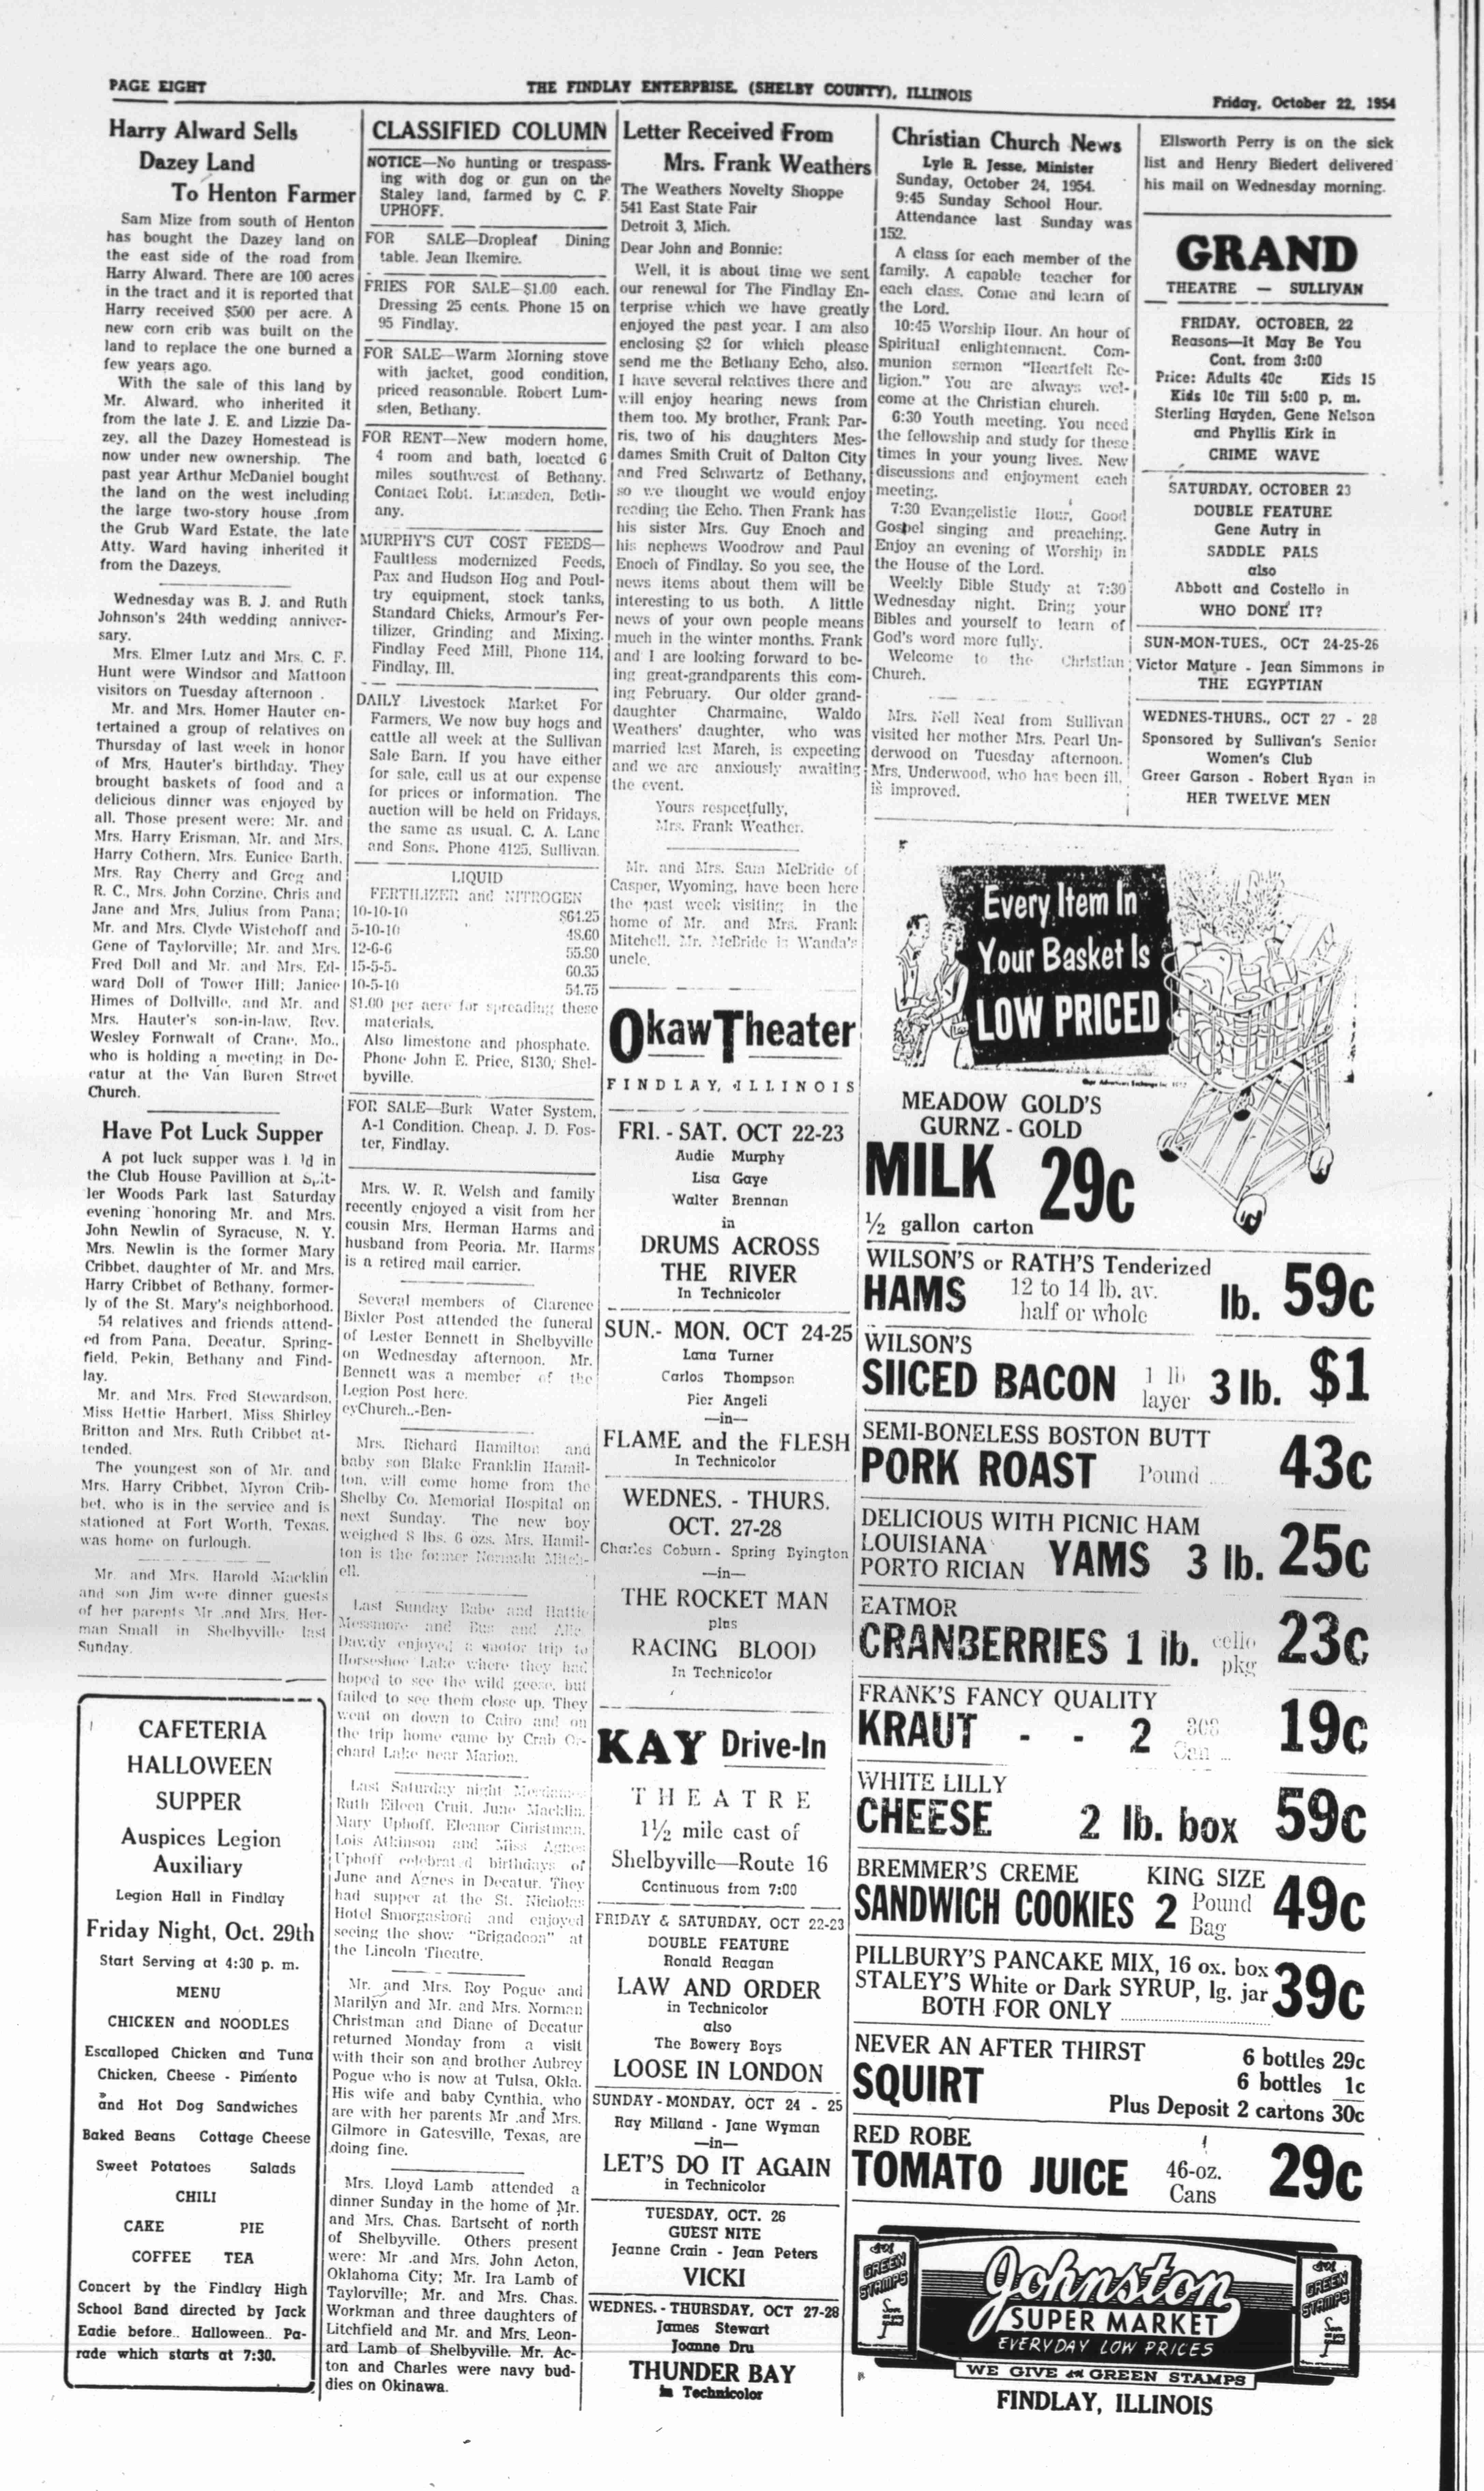 PAGE EIGHT
THE FINDLAY ENTERPRISE, (SHELBY COUNTY), ILLINOIS
Friday, October 22, 1954
Harry Alward Sells
Dazey Land
To Henton Farmer
Sam Mize from south of Henton
has bought the Dazey land on
the east side of the road from
Harry Alward. There are 100 acres
in the tract and it is reported that
Harry received $500 per acre. A
new corn crib was built on the
land to replace the one burned a
few years ago.
With the sale of this land by
Mr. Alward, who inherited it
from the late J. E. and Lizzie Da-
zey, all the Dazey Homestead is
now under new ownership. The
past year Arthur McDaniel bought
the land on the west including
the large two-story house ,from
the Grub Ward Estate, the late
Atty. Ward having inherited it
from the Dazeys.
Wednesday was B. J. and Ruth
Johnson's 24th wedding anniver-
sary.
Mrs. Elmer Lutz and Mrs. C. F.
Hunt were Windsor and Mattoon
visitors on Tuesday afternoon .
Mr. and Mrs. Homer Hauter en-
tertained a group of relatives on
Thursday of last week in honor
of Mrs. Hauter's birthday. They
brought baskets of food and a
delicious dinner was enjoyed by
all. Those present were: Mr. and
Mrs. Harry Erisman, Mr. and Mrs.
Harry Cothern, Mrs. Eunice Barth,
Mrs. Ray Cherry and Greg and
R. C., Mrs. John Corzine, Chris and
Jane and Mrs. Julius from Pana;
Mr. and Mrs. Clyde Wistehoff and
Gene of Taylorville; Mr. and Mrs.
Fred Doll and Mr. and Mrs. Ed-
ward Doll of Tower Hill; Janice
Himes of Dollville, and Mr. and
Mrs. Hauter's son-in-law, Rev.
Wesley Fornwalt of Crane, Mo.,
who is holding a meeting in De-
catur at the Van Buren Street
Church.
Have Pot Luck Supper
A pot luck supper was
in
the Club House Pavillion at
ler Woods Park last Saturday
evening honoring Mr. and Mrs.
John Newlin of Syracuse, N. Y.
Mrs. Newlin is the former Mary
Cribbet, daughter of Mr. and Mrs.
Harry Cribbet of Bethany, former-
ly of the St. Mary's neighborhood.
54 relatives and friends attend-
ed from Pana, Decatur, Spring-
field, Pekin, Bethany and Find-
lay.
Mr. and Mrs. Fred Stewardson,
Miss Hettie Harbert, Miss Shirley
Britton and Mrs. Ruth Cribbet at-
tended.
The youngest son of Mr. and
Mrs. Harry Cribbet, Myron Crib-
bet, who is in the service and is
stationed at Fort Worth, Texas,
was home on furlough.
Mr. and Mrs. Harold Macklin
and son Jim were dinner guests
of her parents Mr .and Mrs. Her-
man Small in Shelbyville last
Sunday.
CAFETERIA
HALLOWEEN
SUPPER
Auspices Legion
Auxiliary
Legion Hall in Findlay
Friday Night, Oct. 29th
Start Serving at 4:30 p. m.
MENU
CHICKEN and NOODLES
Escalloped Chicken and Tuna
Chicken, Cheese - Pimento
and Hot Dog Sandwiches
Baked Beans Cottage Cheese
Sweet Potatoes Salads
CHILI
CAKE PIE
COFFEE TEA
Concert by the Findlay High
School Band directed by Jack
Eadie before.. Halloween.. Pa-
rade which starts at 7:30.
CLASSIFIED COLUMN
NOTICE—No hunting or trespass-
ing with dog or gun on the
Staley land, farmed by C. F.
UPHOFF.
FOR SALE—Dropleaf Dining
table. Jean Ikemire.
FRIES FOR SALE—$1.00 each.
Dressing 25 cents. Phone 15 on
95 Findlay.
FOR SALE—Warm Morning stove
with jacket, good condition,
priced reasonable. Robert Lum-
sden, Bethany.
FOR RENT—New modern home,
4 room and bath, located 6
miles southwest of Bethany.
Contact Robt. Lumsden, Beth-
any.
MURPHY'S CUT COST FEEDS—
Faultless modernized Feeds,
Pax and Hudson Hog and Poul-
try equipment, stock tanks,
Standard Chicks, Armour's Fer-
tilizer, Grinding and Mixing.
Findlay Feed Mill, Phone 114,
Findlay, Ill.
DAILY Livestock Market For
Farmers. We now buy hogs and
cattle all week at the Sullivan
Sale Barn. If you have either
for sale, call us at our expense
for prices or information. The
auction will be held on Fridays,
the same as usual. C. A. Lane
and Sons, Phone 4125, Sullivan.
LIQUID
FERTILIZER and NITROGEN
10-10-10 $64.25
5-10-10 48.60
12-6-6 55.80
15-5-5- 60.35
10-5-10 54.75
$1.00 per acre for spreading these
materials.
Also limestone and phosphate.
Phone John E. Price, 8130, Shel-
byville.
FOR SALE—Burk Water System,
A-1 Condition. Cheap. J. D. Fos-
ter, Findlay.
Mrs. W. R. Welsh and family
recently enjoyed a visit from her
cousin Mrs. Herman Harms and
husband from Peoria. Mr. Harms
is a retired mail carrier.
Several members of Clarence
Bixler Post attended the funeral
of Lester Bennett in Shelbyville
on Wednesday afternoon. Mr.
Bennett was a member of the
Legion Post here.
eyChurch..-Ben-
Mrs. Richard Hamilton and
baby son Blake Franklin Hamil-
ton, will come home from the
Shelby Co. Memorial Hospital on
next Sunday. The new boy
weighed 8 lbs. 6 ozs. Mrs. Hamil-
ton is the former Normalu Mitch-
ell.
Last Sunday Babe and Hattie
Messmore and Bus and
Dawdy enjoyed a motor trip to
Horseshoe Lake where they had
hoped to see the wild geese, but
failed to see them close up. They
went on down to Cairo and on
the trip home came by Crab Or-
chard Lake near Marion.
Last Saturday night Mesdames
Ruth Eileen Cruit, June Macklin,
Mary Uphoff, Eleanor Christman,
Lois Atkinson and Miss Agnes
Uphoff celebrated birthdays of
June and Agnes in Decatur. They
had supper at the St. Nicholas
Hotel Smorgasbord and enjoyed
seeing the show "Brigadoon" at
the Lincoln Theatre.
Mr. and Mrs. Roy Pogue and
Marilyn and Mr. and Mrs. Norman
Christman and Diane of Decatur
returned Monday from a visit
with their son and brother Aubrey
Pogue who is now at Tulsa, Okla.
His wife and baby Cynthia, who
are with her parents Mr .and Mrs.
Gilmore in Gatesville, Texas, are
doing fine.
Mrs. Lloyd Lamb attended a
dinner Sunday in the home of Mr.
and Mrs. Chas. Bartscht of north
of Shelbyville. Others present
were: Mr .and Mrs. John Acton,
Oklahoma City; Mr. Ira Lamb of
Taylorville; Mr. and Mrs. Chas.
Workman and three daughters of
Litchfield and Mr. and Mrs. Leon-
ard Lamb of Shelbyville. Mr. Ac-
ton and Charles were navy bud-
dies on Okinawa.
Letter Received From
Mrs. Frank Weathers
The Weathers Novelty Shoppe
541 East State Fair
Detroit 3, Mich.
Dear John and Bonnie:
Well, it is about time we sent
our renewal for The Findlay En-
terprise which we have greatly
enjoyed the past year. I am also
enclosing $2 for which please
send me the Bethany Echo, also.
I have several relatives there and
will enjoy hearing news from
them too. My brother, Frank Par-
ris, two of his daughters Mes-
dames Smith Cruit of Dalton City
and Fred Schwartz of Bethany,
so we thought we would enjoy
reading the Echo. Then Frank has
his sister Mrs. Guy Enoch and
his nephews Woodrow and Paul
Enoch of Findlay. So you see, the
news items about them will be
interesting to us both. A little
news of your own people means
much in the winter months. Frank
and I are looking forward to be-
ing great-grandparents this com-
ing February. Our older grand-
daughter Charmaine, Waldo
Weathers' daughter, who was
married last March, is expecting
and we are anxiously awaiting
the event.
Yours respectfully,
Mrs. Frank Weather.
Mr. and Mrs. Sam McBride of
Casper, Wyoming, have been here
the past week visiting in the
home of Mr. and Mrs. Frank
Mitchell. Mr. McBride is Wanda's
uncle.
Okaw Theater
FINDLAY, ILLINOIS
FRI. - SAT. OCT 22-23
Audie Murphy
Lisa Gaye
Walter Brennan
in
DRUMS ACROSS
THE RIVER
In Technicolor
SUN.- MON. OCT 24-25
Lana Turner
Carlos Thompson
Pier Angeli
—in—
FLAME and the FLESH
In Technicolor
WEDNES. - THURS.
OCT. 27-28
Charles Coburn - Spring Byington
—in—
THE ROCKET MAN
plus
RACING BLOOD
In Technicolor
KAY Drive-In
THEATRE
1½ mile east of
Shelbyville—Route 16
Continuous from 7:00
FRIDAY & SATURDAY, OCT 22-23
DOUBLE FEATURE
Ronald Reagan
LAW AND ORDER
in Technicolor
also
The Bowery Boys
LOOSE IN LONDON
SUNDAY - MONDAY, OCT 24 - 25
Ray Milland - Jane Wyman
—in—
LET'S DO IT AGAIN
in Technicolor
TUESDAY, OCT. 26
GUEST NITE
Jeanne Crain - Jean Peters
VICKI
WEDNES. - THURSDAY, OCT 27-28
James Stewart
Joanne Dru
THUNDER BAY
in Technicolor
Christian Church News
Lyle R. Jesse, Minister
Sunday, October 24, 1954.
9:45 Sunday School Hour.
Attendance last Sunday was
152.
A class for each member of the
family. A capable teacher for
each class. Come and learn of
the Lord.
10:45 Worship Hour. An hour of
Spiritual enlightenment. Com-
munion sermon "Heartfelt Re-
ligion." You are always wel-
come at the Christian church.
6:30 Youth meeting. You need
the fellowship and study for these
times in your young lives. New
discussions and enjoyment each
meeting.
7:30 Evangelistic Hour, Good
Gospel singing and preaching.
Enjoy an evening of Worship in
the House of the Lord.
Weekly Bible Study at 7:30
Wednesday night. Bring your
Bibles and yourself to learn of
God's word more fully.
Welcome to the Christian
Church.
Mrs. Nell Neal from Sullivan
visited her mother Mrs. Pearl Un-
derwood on Tuesday afternoon.
Mrs. Underwood, who has been ill,
is improved.
Ellsworth Perry is on the sick
list and Henry Biedert delivered
his mail on Wednesday morning.
GRAND
THEATRE — SULLIVAN
FRIDAY, OCTOBER, 22
Reasons—It May Be You
Cont. from 3:00
Price: Adults 40c Kids 15
Kids 10c Till 5:00 p. m.
Sterling Hayden, Gene Nelson
and Phyllis Kirk in
CRIME WAVE
SATURDAY, OCTOBER 23
DOUBLE FEATURE
Gene Autry in
SADDLE PALS
also
Abbott and Costello in
WHO DONE IT?
SUN-MON-TUES., OCT 24-25-26
Victor Mature - Jean Simmons in
THE EGYPTIAN
WEDNES-THURS., OCT 27 - 28
Sponsored by Sullivan's Senior
Women's Club
Greer Garson - Robert Ryan in
HER TWELVE MEN
Every Item In
Your Basket Is
LOW PRICED
MEADOW GOLD'S
GURNZ - GOLD
MILK 29c
½ gallon carton
WILSON'S or RATH'S Tenderized
HAMS 12 to 14 lb. av. half or whole lb. 59c
WILSON'S
SIICED BACON 1 lb layer 3 lb. $1
SEMI-BONELESS BOSTON BUTT
PORK ROAST Pound 43c
DELICIOUS WITH PICNIC HAM
LOUISIANA
PORTO RICIAN YAMS 3 lb. 25c
EATMOR
CRANBERRIES 1 lb. cello pkg 23c
FRANK'S FANCY QUALITY
KRAUT - - 2 303 Can 19c
WHITE LILLY
CHEESE 2 lb. box 59c
BREMMER'S CREME KING SIZE
SANDWICH COOKIES 2 Pound Bag 49c
PILLBURY'S PANCAKE MIX, 16 ox. box
STALEY'S White or Dark SYRUP, lg. jar
BOTH FOR ONLY 39c
NEVER AN AFTER THIRST
SQUIRT
6 bottles 29c
6 bottles 1c
Plus Deposit 2 cartons 30c
RED ROBE
TOMATO JUICE 46-oz. Cans 29c
S&H GREEN STAMPS
Johnston
SUPER MARKET
EVERYDAY LOW PRICES
WE GIVE S&H GREEN STAMPS
S&H GREEN STAMPS
FINDLAY, ILLINOIS